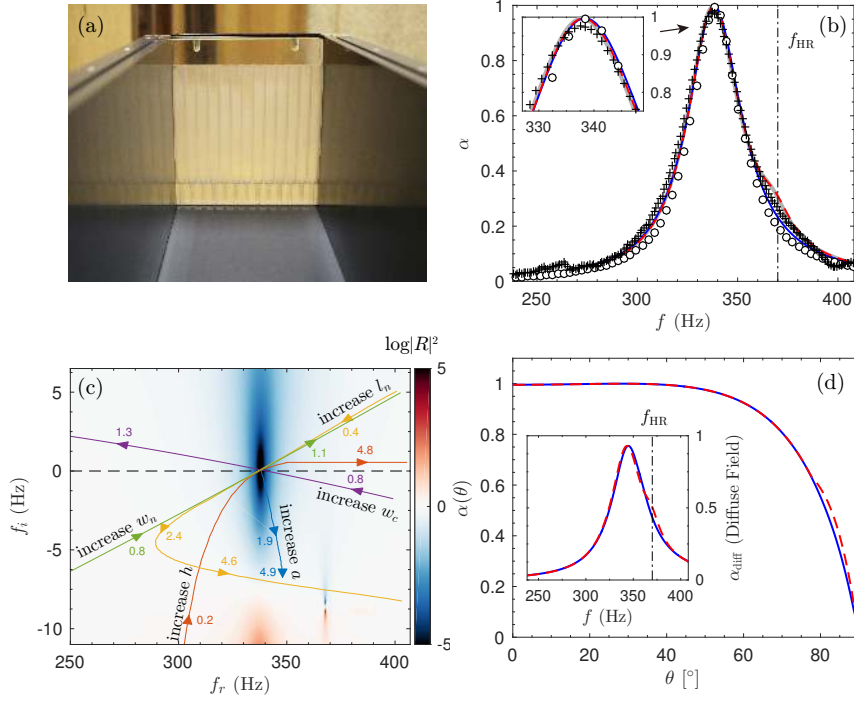 (a)
(b)
330
340
1
0.9
0.8
f_HR
1
0.8
0.6
0.4
0.2
0
α
250
300
350
400
f (Hz)
(c)
log|R|²
5
0
-5
5
0
-5
-10
f_i (Hz)
250
300
350
400
f_r (Hz)
increase l_n
0.4
1.1
4.8
1.3
0.8
increase w_c
increase w_n
0.8
2.4
4.6
1.9
4.9
increase a
increase h
0.2
(d)
1
0.8
0.6
0.4
0.2
0
α(θ)
0
20
40
60
80
θ [°]
f_HR
1
0.5
0
α_diff (Diffuse Field)
250
300
350
400
f (Hz)